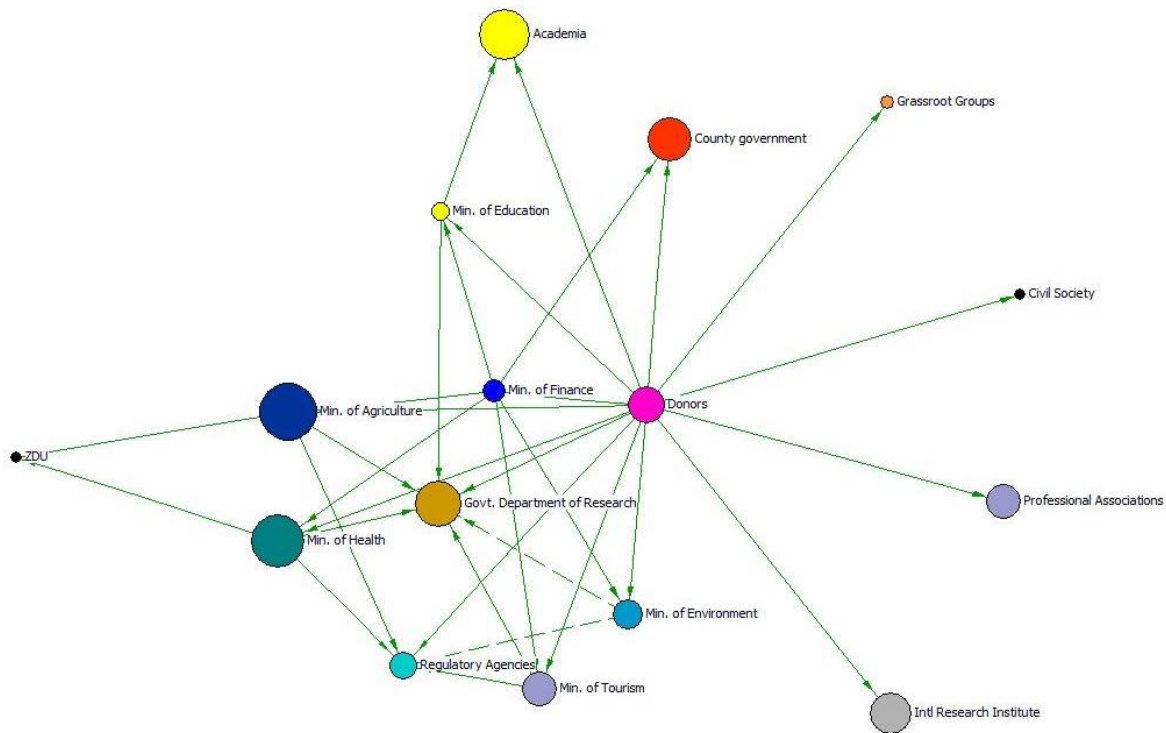 Academia
Grassroot Groups
County government
Min. of Education
Civil Society
Min. of Finance
Donors
Min. of Agriculture
ZDU
Govt. Department of Research
Professional Associations
Min. of Health
Min. of Environment
Regulatory Agencies
Min. of Tourism
Intl Research Institute